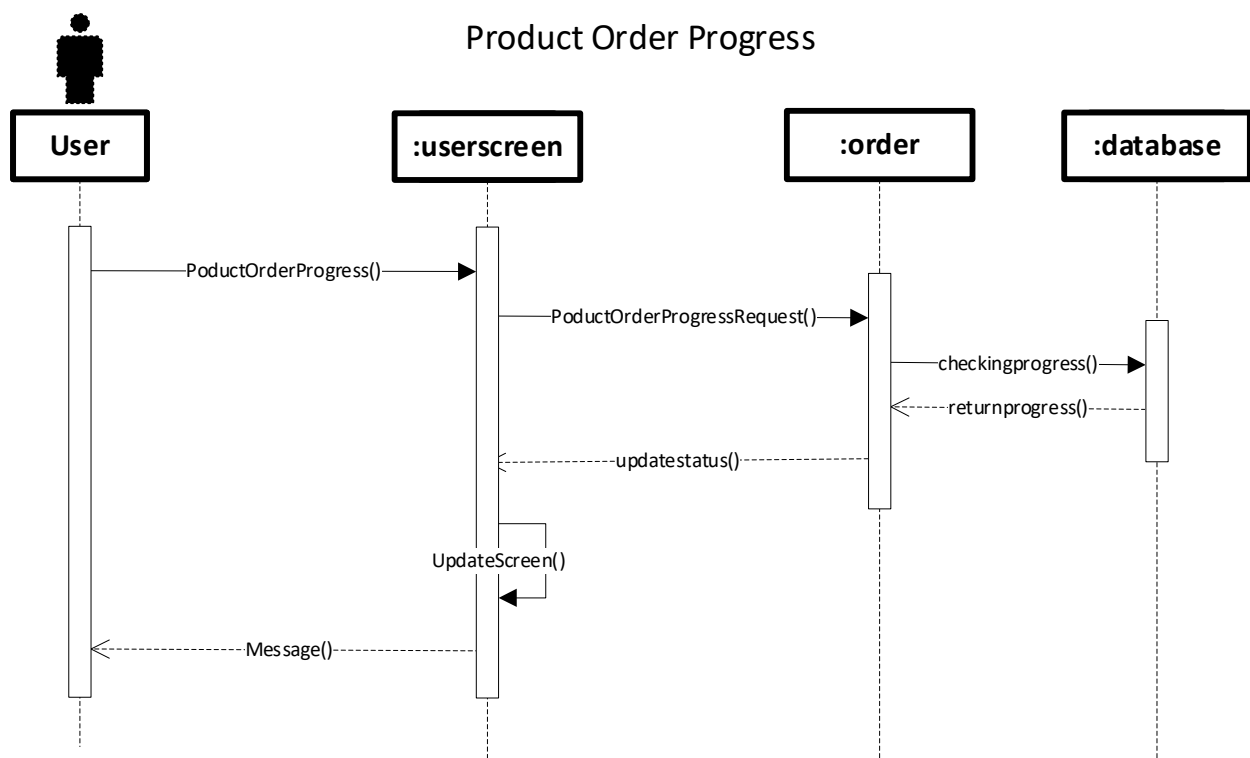 Product Order Progress
User
:userscreen
:order
:database
PoductOrderProgress()
PoductOrderProgressRequest()
checkingprogress()
returnprogress()
updatestatus()
UpdateScreen()
Message()